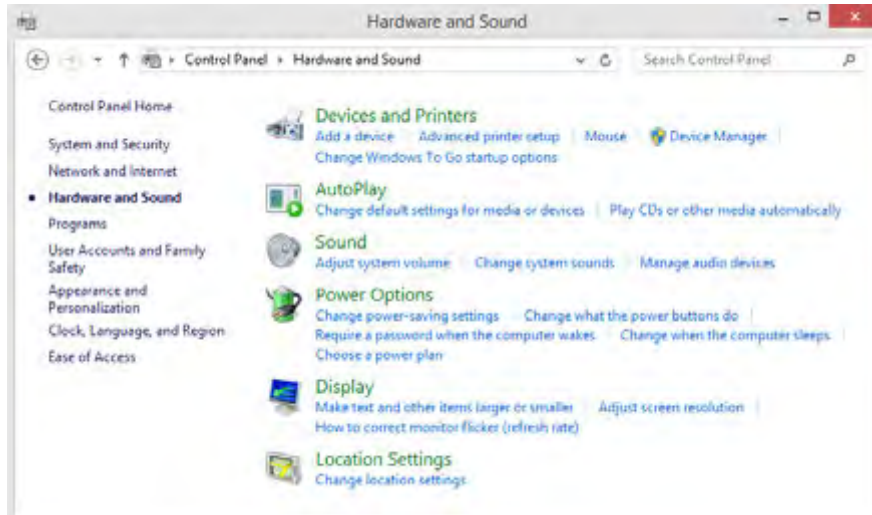 Hardware and Sound
Control Panel Hardware and Sound Search Control Panel
Control Panel Home
System and Security
Network and Internet
Hardware and Sound
Programs
User Accounts and Family
Safety
Appearance and
Personalization
Clock, Language, and Region
Ease of Access
Devices and Printers
Add a device Advanced printer setup Mouse Device Manager
Change Windows To Go startup options
AutoPlay
Change default settings for media or devices Play CDs or other media automatically
Sound
Adjust system volume Change system sounds Manage audio devices
Power Options
Change power-saving settings Change what the power buttons do
Require a password when the computer wakes Change when the computer sleeps
Choose a power plan
Display
Make text and other items larger or smaller Adjust screen resolution
How to correct monitor flicker (refresh rate)
Location Settings
Change location settings